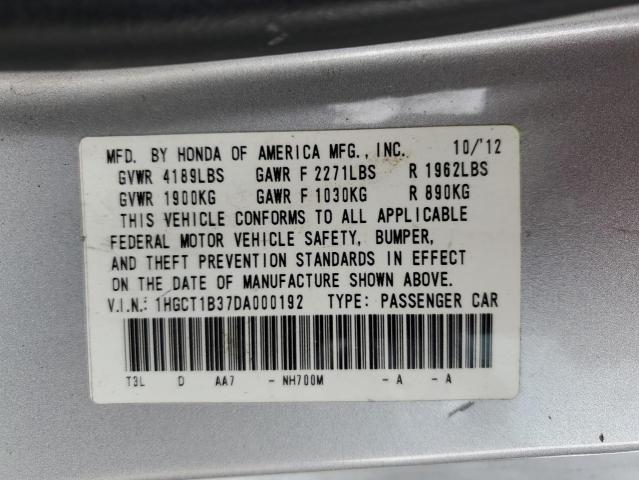 MFD. BY HONDA OF AMERICA MFG., INC. 10/'12
GVWR 4189LBS GAWR F 2271LBS R 1962LBS
GVWR 1900KG GAWR F 1030KG R 890KG
THIS VEHICLE CONFORMS TO ALL APPLICABLE
FEDERAL MOTOR VEHICLE SAFETY, BUMPER,
AND THEFT PREVENTION STANDARDS IN EFFECT
ON THE DATE OF MANUFACTURE SHOWN ABOVE.
V.I.N.: 1HGCT1B37DA000192 TYPE: PASSENGER CAR
T3L D AA7 - NH700M - A - A